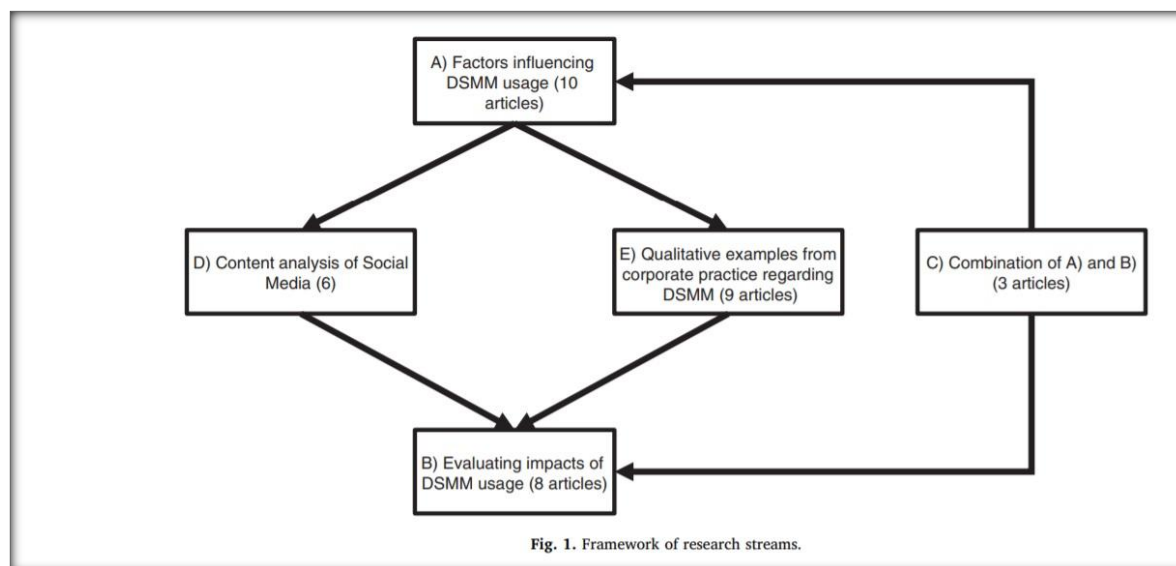 A) Factors influencing
DSMM usage (10
articles)
D) Content analysis of Social
Media (6)
E) Qualitative examples from
corporate practice regarding
DSMM (9 articles)
C) Combination of A) and B)
(3 articles)
B) Evaluating impacts of
DSMM usage (8 articles)
Fig. 1. Framework of research streams.